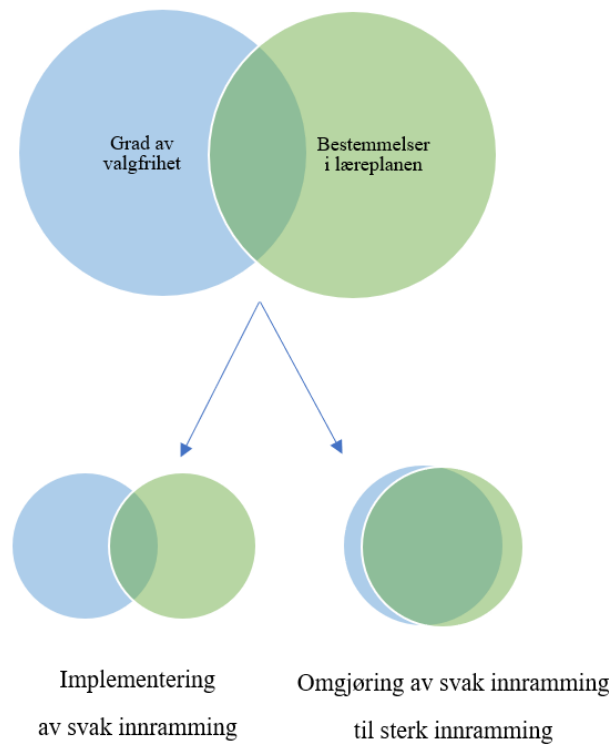 Grad av
valgfrihet
Bestemmelser
i læreplanen
Implementering
av svak innramming
Omgjøring av svak innramming
til sterk innramming